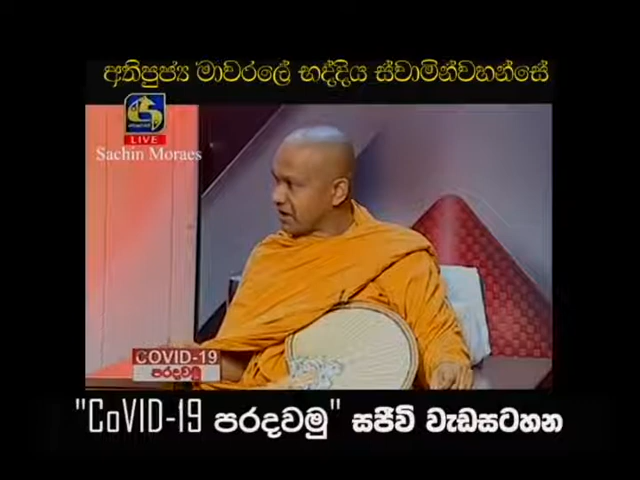 අතිපූජ්‍ය මාවරලේ භද්දිය ස්වාමින්වහන්සේ
LIVE
Sachin Moraes
COVID-19
පරදවමු
"CoVID-19 පරදවමු" සජීවී වැඩසටහන